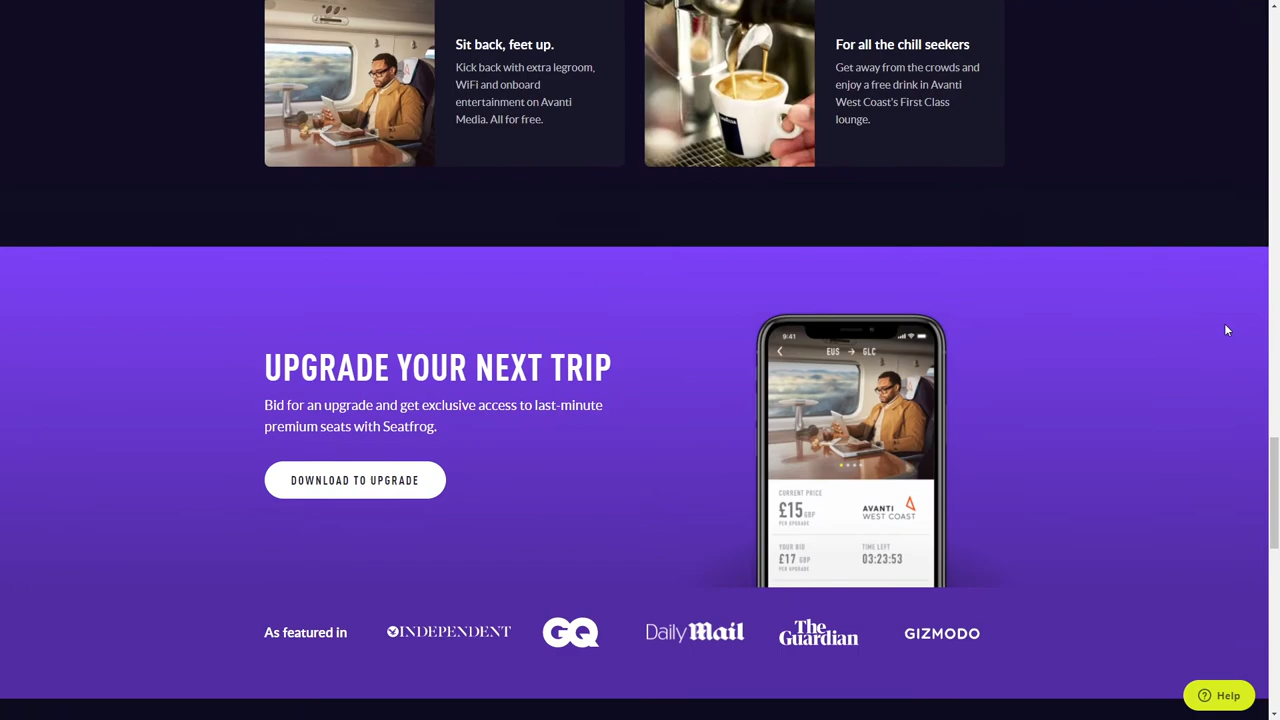 Sit back, feet up.
Kick back with extra legroom,
WiFi and onboard
entertainment on Avanti
Media. All for free.
For all the chill seekers
Get away from the crowds and
enjoy a free drink in Avanti
West Coast's First Class
lounge.
UPGRADE YOUR NEXT TRIP
Bid for an upgrade and get exclusive access to last-minute
premium seats with Seatfrog.
DOWNLOAD TO UPGRADE
9:41
EUS → GLC
CURRENT PRICE
£15 GBP
PER UPGRADE
AVANTI
WEST COAST
YOUR BID
£17 GBP
PER UPGRADE
TIME LEFT
03:23:53
As featured in
INDEPENDENT
GQ
Daily Mail
The
Guardian
GIZMODO
Help